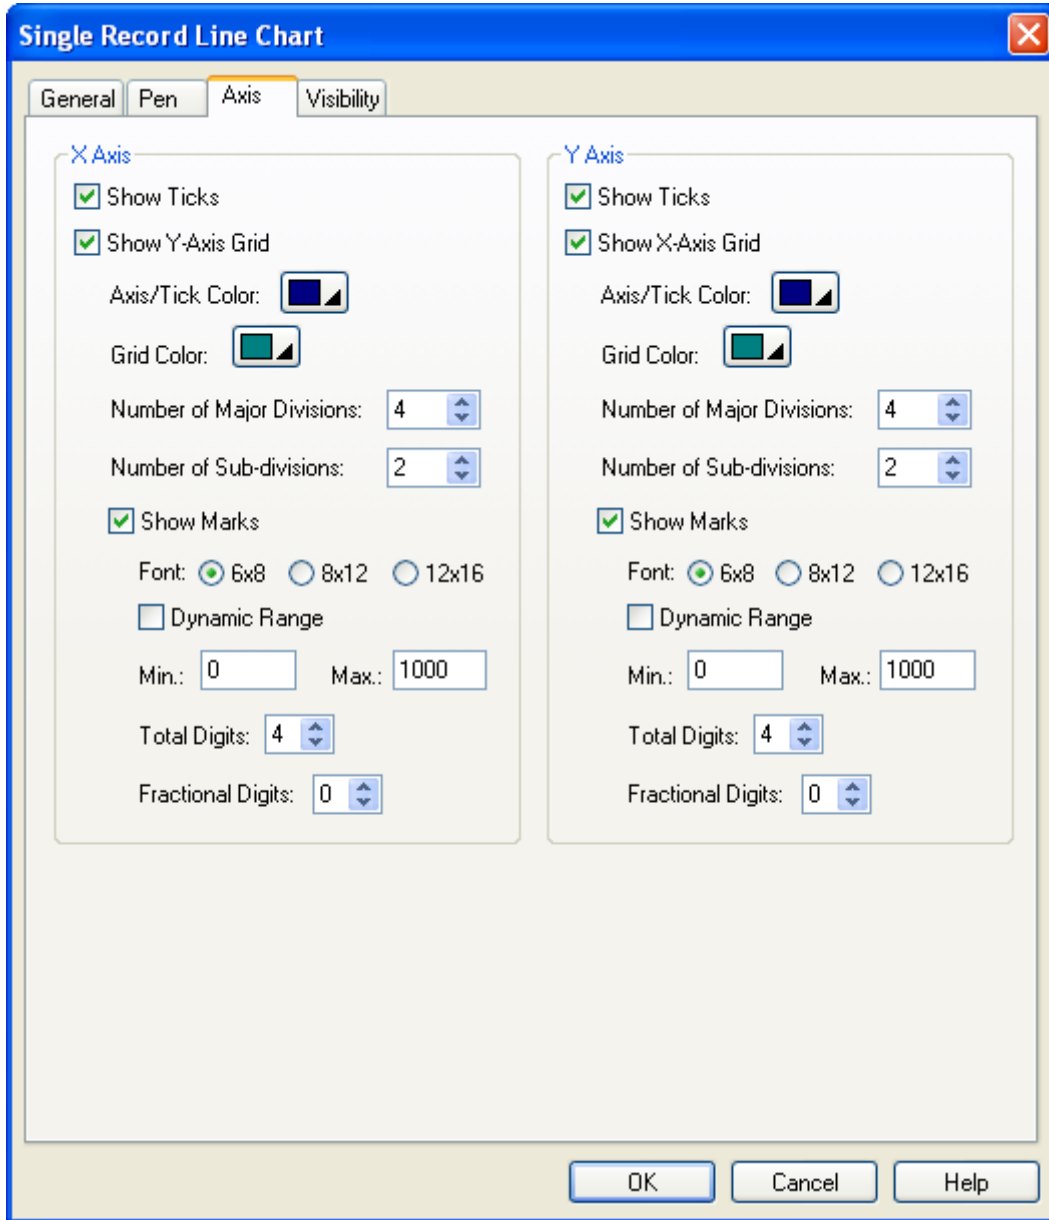 Single Record Line Chart
General Pen Axis Visibility
X Axis
Show Ticks
Show Y-Axis Grid
Axis/Tick Color:
Grid Color:
Number of Major Divisions: 4
Number of Sub-divisions: 2
Show Marks
Font: 6x8 8x12 12x16
Dynamic Range
Min.: 0 Max.: 1000
Total Digits: 4
Fractional Digits: 0
Y Axis
Show Ticks
Show X-Axis Grid
Axis/Tick Color:
Grid Color:
Number of Major Divisions: 4
Number of Sub-divisions: 2
Show Marks
Font: 6x8 8x12 12x16
Dynamic Range
Min.: 0 Max.: 1000
Total Digits: 4
Fractional Digits: 0
OK Cancel Help